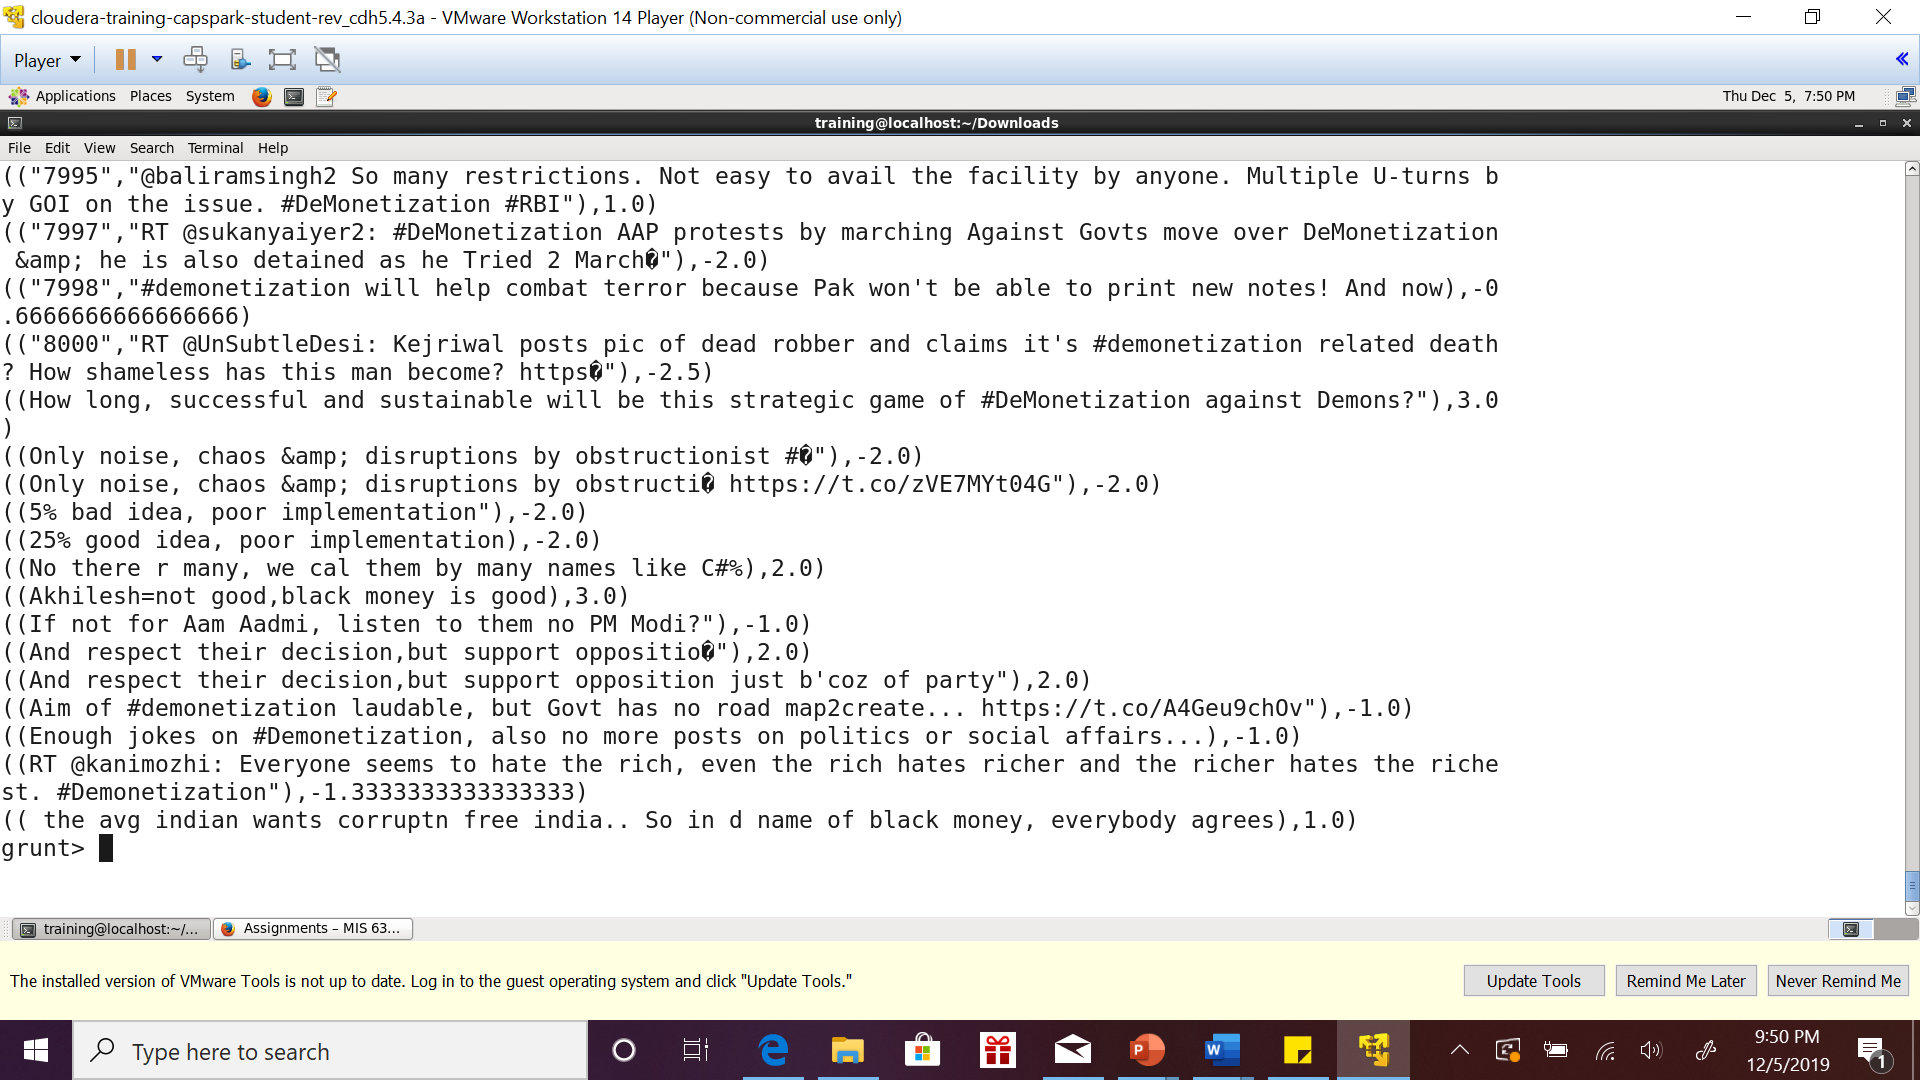 cloudera-training-capspark-student-rev_cdh5.4.3a - VMware Workstation 14 Player (Non-commercial use only)
Player
Applications Places System Thu Dec 5, 7:50 PM
training@localhost:~/Downloads
File Edit View Search Terminal Help
(("7995","@baliramsingh2 So many restrictions. Not easy to avail the facility by anyone. Multiple U-turns b
y GOI on the issue. #DeMonetization #RBI"),1.0)
(("7997","RT @sukanyaiyer2: #DeMonetization AAP protests by marching Against Govts move over DeMonetization
 &amp; he is also detained as he Tried 2 March�"),-2.0)
(("7998","#demonetization will help combat terror because Pak won't be able to print new notes! And now),-0
.6666666666666666)
(("8000","RT @UnSubtleDesi: Kejriwal posts pic of dead robber and claims it's #demonetization related death
? How shameless has this man become? https�"),-2.5)
((How long, successful and sustainable will be this strategic game of #DeMonetization against Demons?"),3.0
)
((Only noise, chaos &amp; disruptions by obstructionist #�"),-2.0)
((Only noise, chaos &amp; disruptions by obstructi� https://t.co/zVE7MYt04G"),-2.0)
((5% bad idea, poor implementation"),-2.0)
((25% good idea, poor implementation),-2.0)
((No there r many, we cal them by many names like C#%),2.0)
((Akhilesh=not good,black money is good),3.0)
((If not for Aam Aadmi, listen to them no PM Modi?"),-1.0)
((And respect their decision,but support oppositio�"),2.0)
((And respect their decision,but support opposition just b'coz of party"),2.0)
((Aim of #demonetization laudable, but Govt has no road map2create... https://t.co/A4Geu9chOv"),-1.0)
((Enough jokes on #Demonetization, also no more posts on politics or social affairs...),-1.0)
((RT @kanimozhi: Everyone seems to hate the rich, even the rich hates richer and the richer hates the riche
st. #Demonetization"),-1.3333333333333333)
(( the avg indian wants corruptn free india.. So in d name of black money, everybody agrees),1.0)
grunt>
training@localhost:~/... Assignments – MIS 63...
The installed version of VMware Tools is not up to date. Log in to the guest operating system and click "Update Tools."
Update Tools Remind Me Later Never Remind Me
Type here to search
9:50 PM
12/5/2019
1